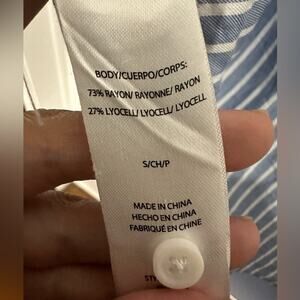 BODY/CUERPO/CORPS:
73% RAYON/ RAYONNE/ RAYON
27% LYOCELL/ LYOCELL/ LYOCELL
S/CH/P
MADE IN CHINA
HECHO EN CHINA
FABRIQUÉ EN CHINE